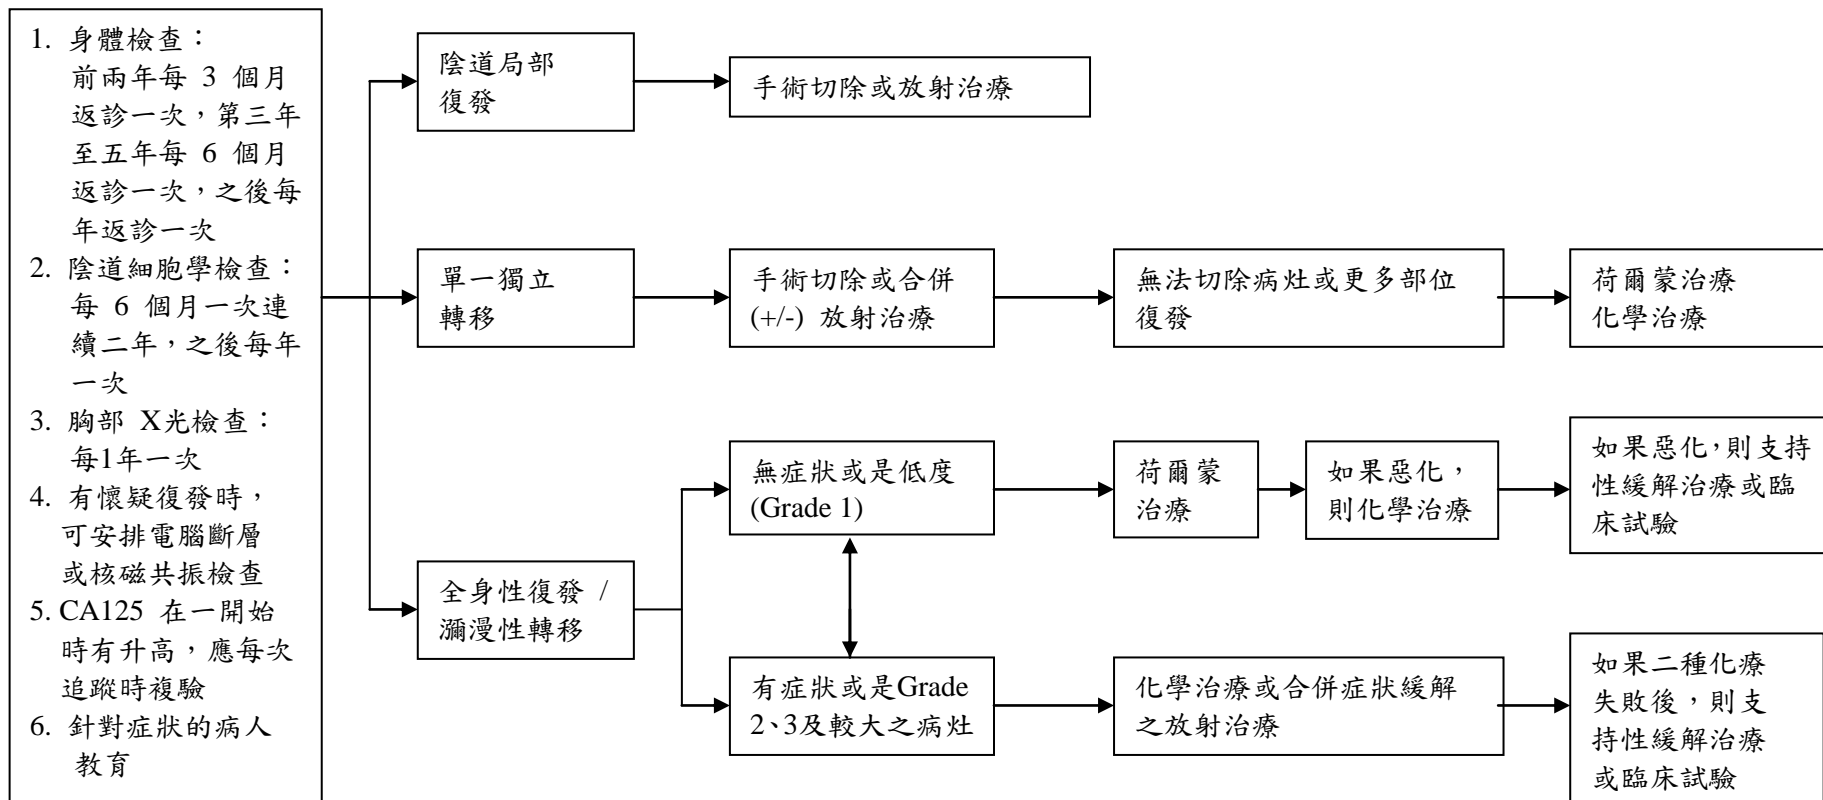 1. 身體檢查：
前兩年每 3 個月
返診一次，第三年
至五年每 6 個月
返診一次，之後每
年返診一次
2. 陰道細胞學檢查：
每 6 個月一次連
續二年，之後每年
一次
3. 胸部 X光檢查：
每1年一次
4. 有懷疑復發時，
可安排電腦斷層
或核磁共振檢查
5. CA125 在一開始
時有升高，應每次
追蹤時複驗
6. 針對症狀的病人
教育
陰道局部
復發
手術切除或放射治療
單一獨立
轉移
手術切除或合併
(+/-) 放射治療
無法切除病灶或更多部位
復發
荷爾蒙治療
化學治療
全身性復發 /
瀰漫性轉移
無症狀或是低度
(Grade 1)
荷爾蒙
治療
如果惡化，
則化學治療
如果惡化，則支持
性緩解治療或臨
床試驗
有症狀或是Grade
2、3及較大之病灶
化學治療或合併症狀緩解
之放射治療
如果二種化療
失敗後，則支
持性緩解治療
或臨床試驗